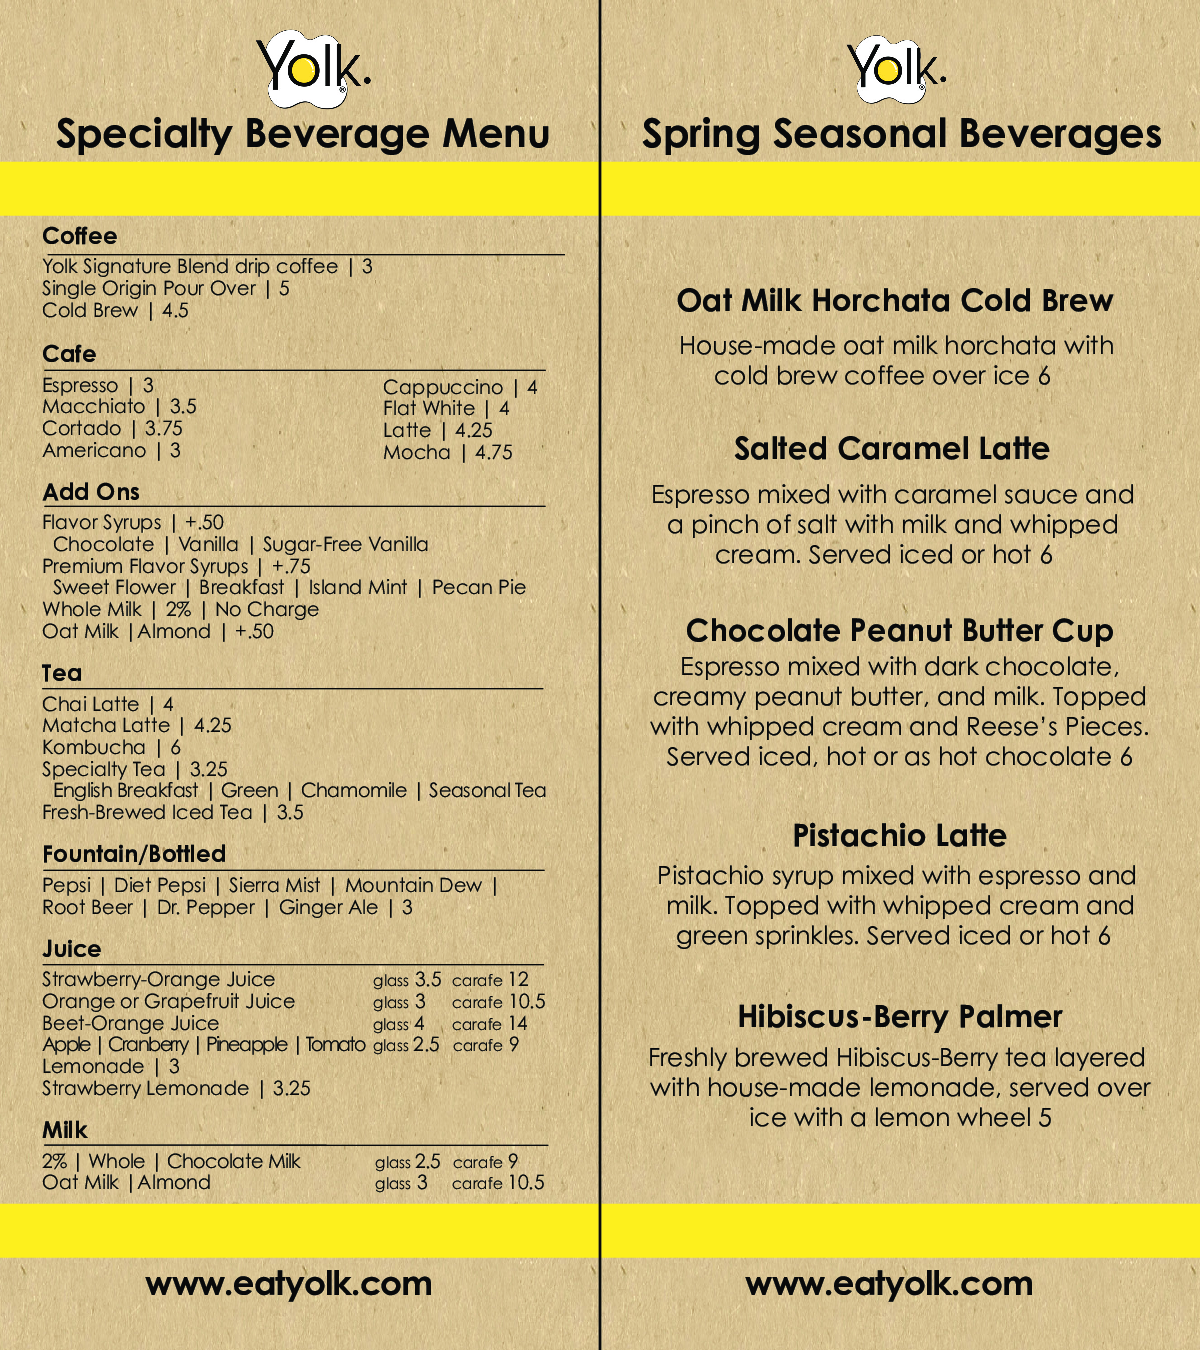 Yolk.
Specialty Beverage Menu
Coffee
Yolk Signature Blend drip coffee | 3
Single Origin Pour Over | 5
Cold Brew | 4.5
Cafe
Espresso | 3
Macchiato | 3.5
Cortado | 3.75
Americano | 3
Cappuccino | 4
Flat White | 4
Latte | 4.25
Mocha | 4.75
Add Ons
Flavor Syrups | +.50
Chocolate | Vanilla | Sugar-Free Vanilla
Premium Flavor Syrups | +.75
Sweet Flower | Breakfast | Island Mint | Pecan Pie
Whole Milk | 2% | No Charge
Oat Milk |Almond | +.50
Tea
Chai Latte | 4
Matcha Latte | 4.25
Kombucha | 6
Specialty Tea | 3.25
English Breakfast | Green | Chamomile | Seasonal Tea
Fresh-Brewed Iced Tea | 3.5
Fountain/Bottled
Pepsi | Diet Pepsi | Sierra Mist | Mountain Dew |
Root Beer | Dr. Pepper | Ginger Ale | 3
Juice
Strawberry-Orange Juice glass 3.5 carafe 12
Orange or Grapefruit Juice glass 3 carafe 10.5
Beet-Orange Juice glass 4 carafe 14
Apple | Cranberry | Pineapple | Tomato glass 2.5 carafe 9
Lemonade | 3
Strawberry Lemonade | 3.25
Milk
2% | Whole | Chocolate Milk glass 2.5 carafe 9
Oat Milk |Almond glass 3 carafe 10.5
www.eatyolk.com
Yolk.
Spring Seasonal Beverages
Oat Milk Horchata Cold Brew
House-made oat milk horchata with
cold brew coffee over ice 6
Salted Caramel Latte
Espresso mixed with caramel sauce and
a pinch of salt with milk and whipped
cream. Served iced or hot 6
Chocolate Peanut Butter Cup
Espresso mixed with dark chocolate,
creamy peanut butter, and milk. Topped
with whipped cream and Reese's Pieces.
Served iced, hot or as hot chocolate 6
Pistachio Latte
Pistachio syrup mixed with espresso and
milk. Topped with whipped cream and
green sprinkles. Served iced or hot 6
Hibiscus-Berry Palmer
Freshly brewed Hibiscus-Berry tea layered
with house-made lemonade, served over
ice with a lemon wheel 5
www.eatyolk.com